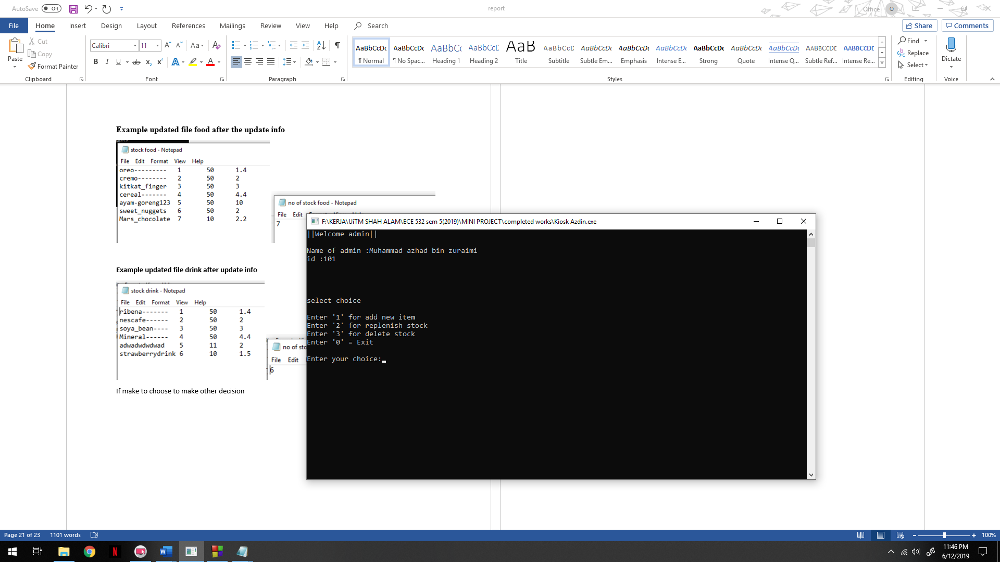 AutoSave Off report Office O
File Home Insert Design Layout References Mailings Review View Help Search Share Comments
Paste Cut Copy Format Painter Clipboard
Calibri 11 Aa B I U ab x₂ x² A A Font
Paragraph
AaBbCcDc AaBbCcDc AaBbCc AaBbCcD AaB AaBbCcD AaBbCcDc AaBbCcDc AaBbCcDc AaBbCcDc AaBbCcDc AaBbCcDc AABBCCDE AABBCCDE
¶ Normal ¶ No Spac... Heading 1 Heading 2 Title Subtitle Subtle Em... Emphasis Intense E... Strong Quote Intense Q... Subtle Ref... Intense Re...
Styles
Find Replace Select Editing
Dictate Voice
Example updated file food after the update info
stock food - Notepad
File Edit Format View Help
oreo--------- 1 50 1.4
cremo-------- 2 50 2
kitkat_finger 3 50 3
cereal------- 4 50 4.4
ayam-goreng123 5 50 10
sweet_nuggets 6 50 2
Mars_chocolate 7 10 2.2
no of stock food - Notepad
File Edit
7
Example updated file drink after update info
stock drink - Notepad
File Edit Format View Help
ribena------- 1 50 1.4
nescafe------ 2 50 2
soya_bean---- 3 50 3
Mineral------ 4 50 4.4
adwadwdwdwad 5 11 2
strawberrydrink 6 10 1.5
no of sto
File Edit
6
If make to choose to make other decision
F:\KERJA\UiTM SHAH ALAM\ECE 532 sem 5(2019)\MINI PROJECT\completed works\Kiosk Azdin.exe
||Welcome admin||
Name of admin :Muhammad azhad bin zuraimi
id :101
select choice
Enter '1' for add new item
Enter '2' for replenish stock
Enter '3' for delete stock
Enter '0' = Exit
Enter your choice:
Page 21 of 23 1101 words 100%
11:46 PM
6/12/2019